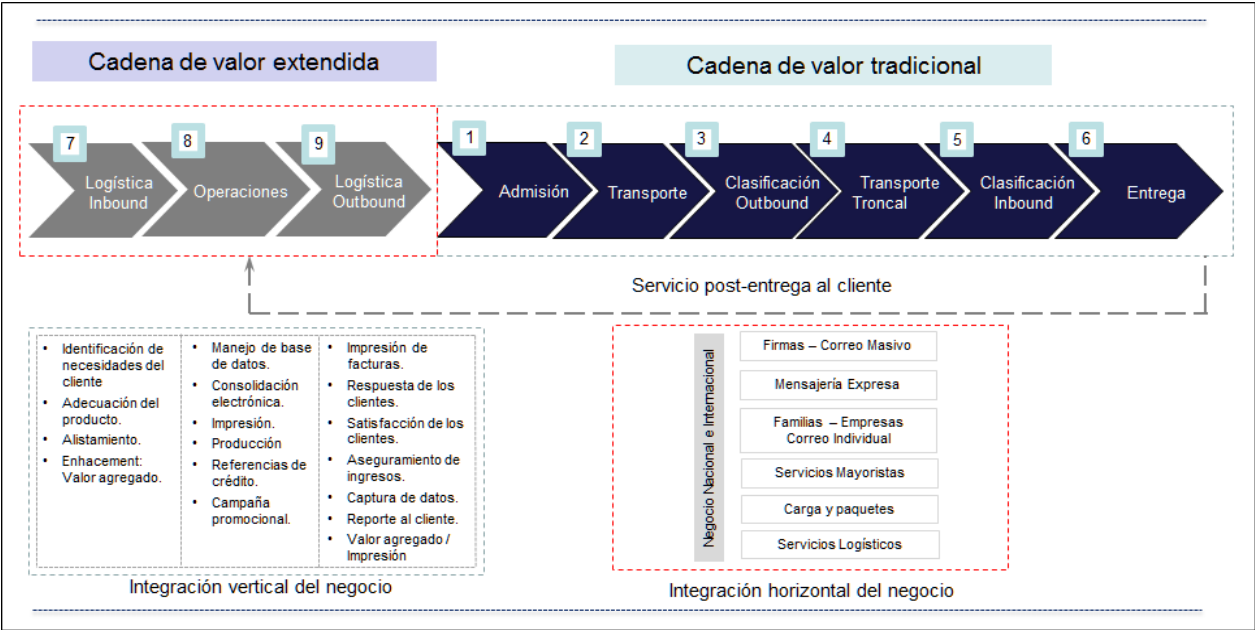 Cadena de valor extendida
Cadena de valor tradicional
7
Logística
Inbound
8
Operaciones
9
Logística
Outbound
1
Admisión
2
Transporte
3
Clasificación
Outbound
4
Transporte
Troncal
5
Clasificación
Inbound
6
Entrega
Servicio post-entrega al cliente
• Identificación de
necesidades del
cliente
• Adecuación del
producto.
• Alistamiento.
• Enhacement:
Valor agregado.
• Manejo de base
de datos.
• Consolidación
electrónica.
• Impresión.
• Producción
• Referencias de
crédito.
• Campaña
promocional.
• Impresión de
facturas.
• Respuesta de los
clientes.
• Satisfacción de los
clientes.
• Aseguramiento de
ingresos.
• Captura de datos.
• Reporte al cliente.
• Valor agregado /
Impresión
Integración vertical del negocio
Negocio Nacional e Internacional
Firmas – Correo Masivo
Mensajería Expresa
Familias – Empresas
Correo Individual
Servicios Mayoristas
Carga y paquetes
Servicios Logísticos
Integración horizontal del negocio